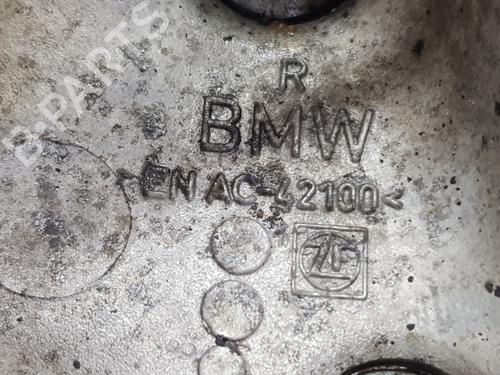 R
BMW
>EN AC-42100<
ZF
B-PARTS